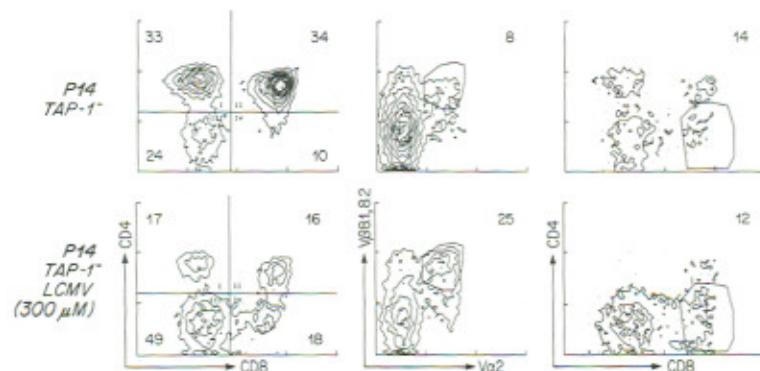 33
34
8
14
P14
TAP-1⁻
24
10
17
16
25
12
P14
TAP-1⁻
LCMV
(300 μM)
CD4
Vβ8.1,8.2
CD4
49
18
CD8
Vα2
CD8